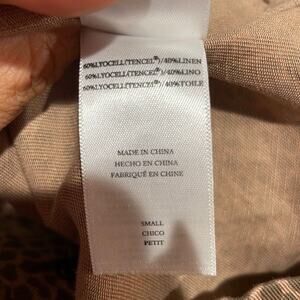 60%LYOCELL(TENCEL®)/40%LINEN
60%LYOCELL(TENCEL®)/40%LINO
60%LYOCELL(TENCEL®)/40%TOHLE
MADE IN CHINA
HECHO EN CHINA
FABRIQUÉ EN CHINE
SMALL
CHICO
PETIT